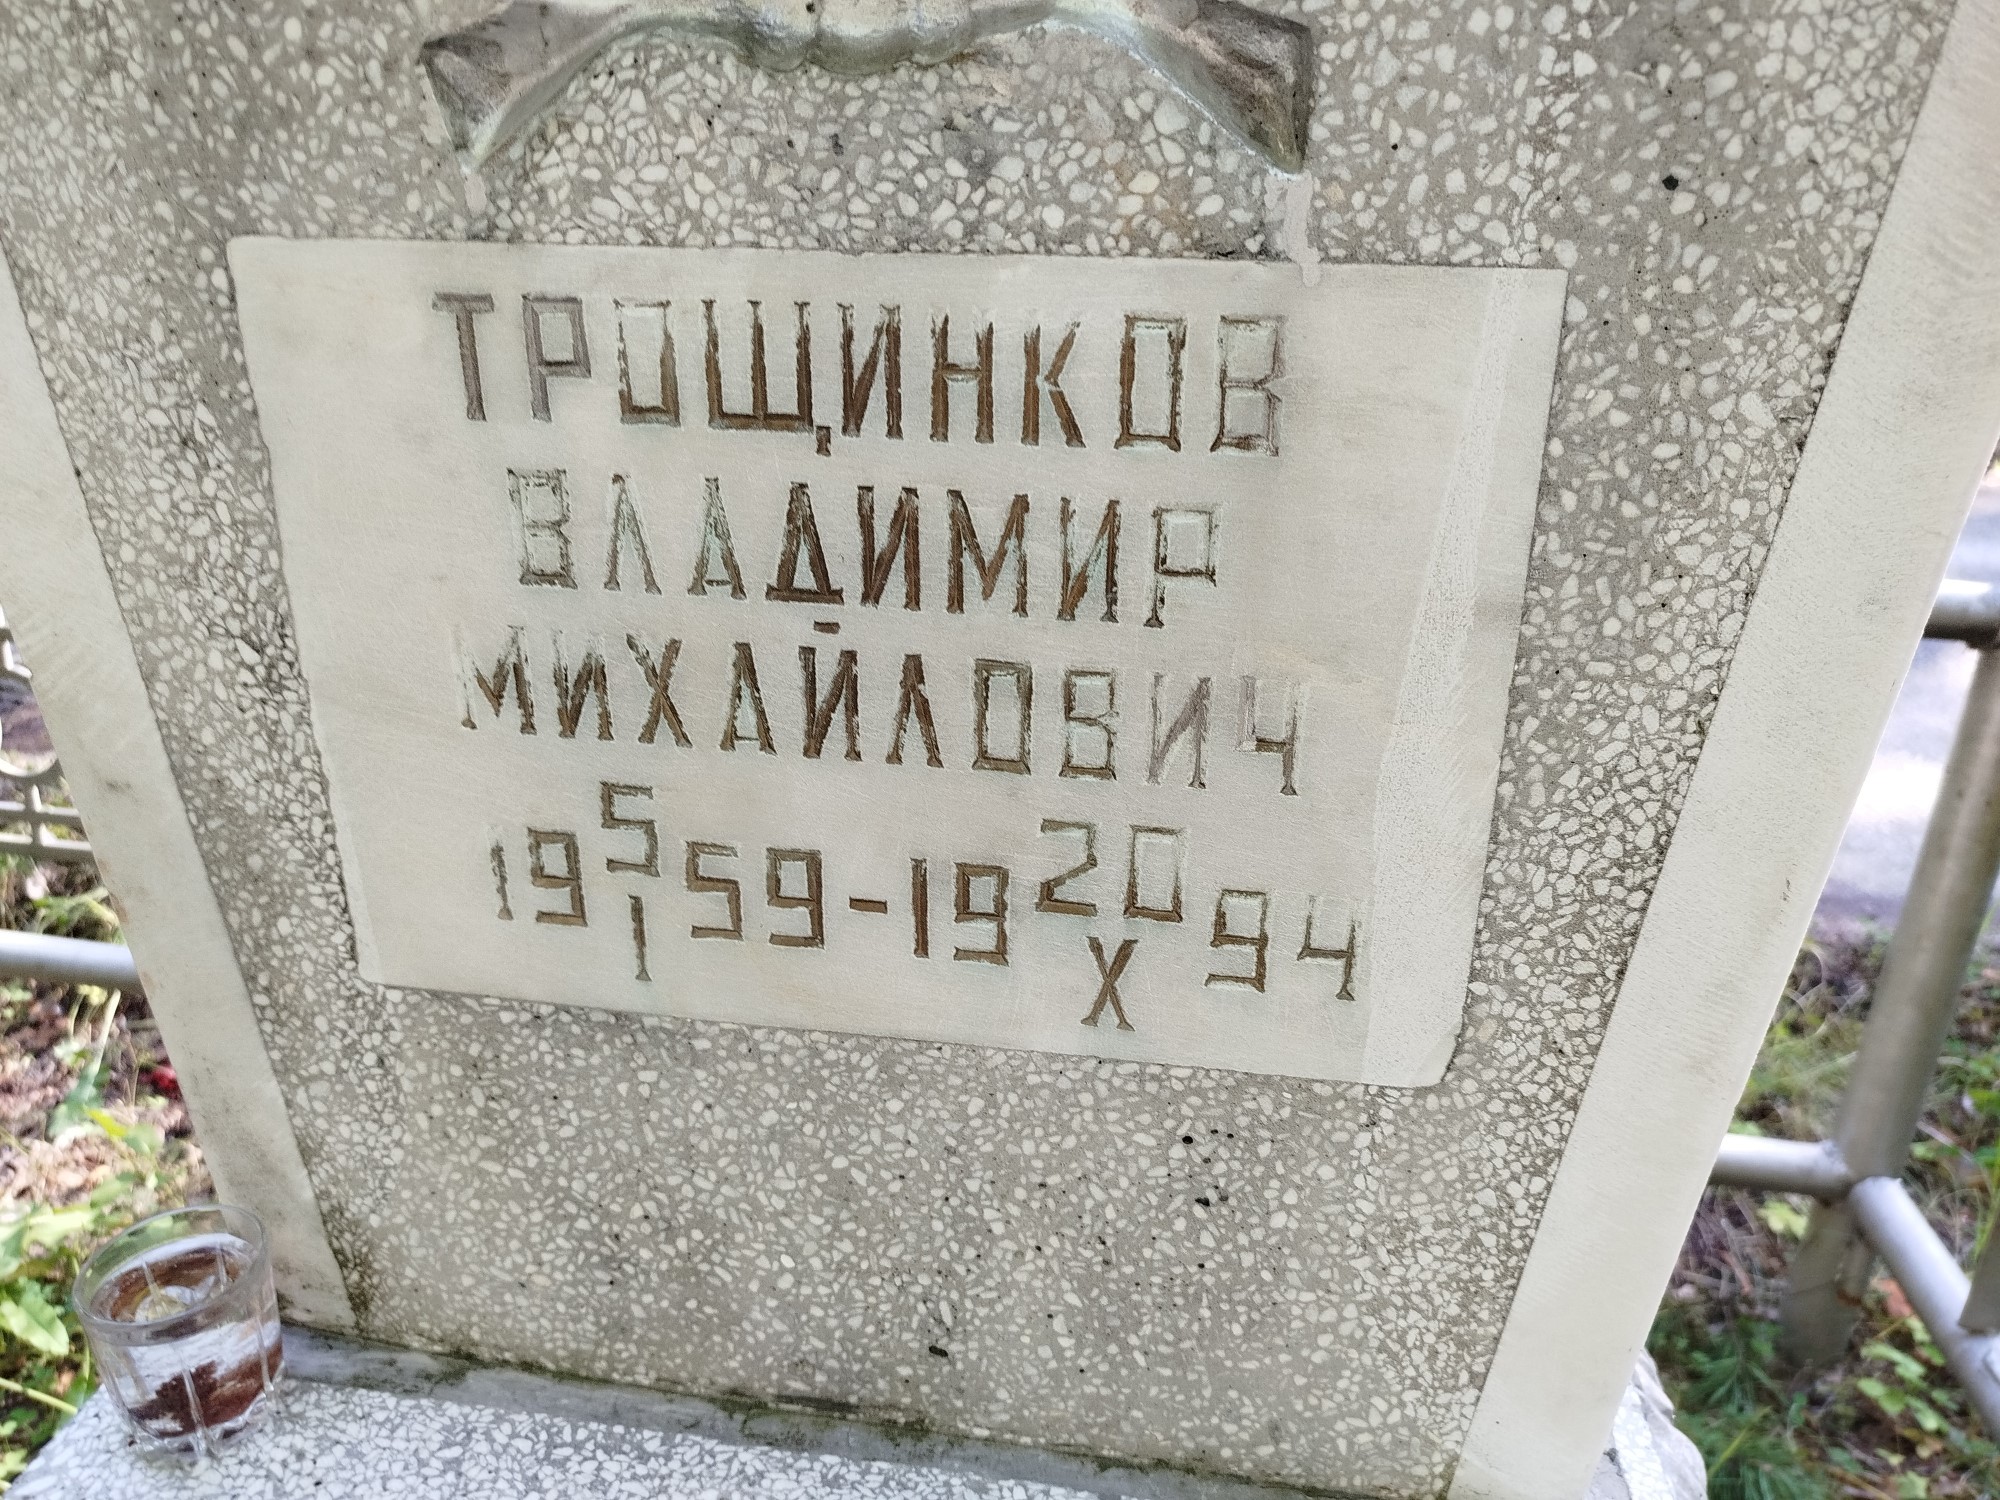 ТРОЩИНКОВ
ВЛАДИМИР
МИХАЙЛОВИЧ
19 5/I 59-19 20/X 94